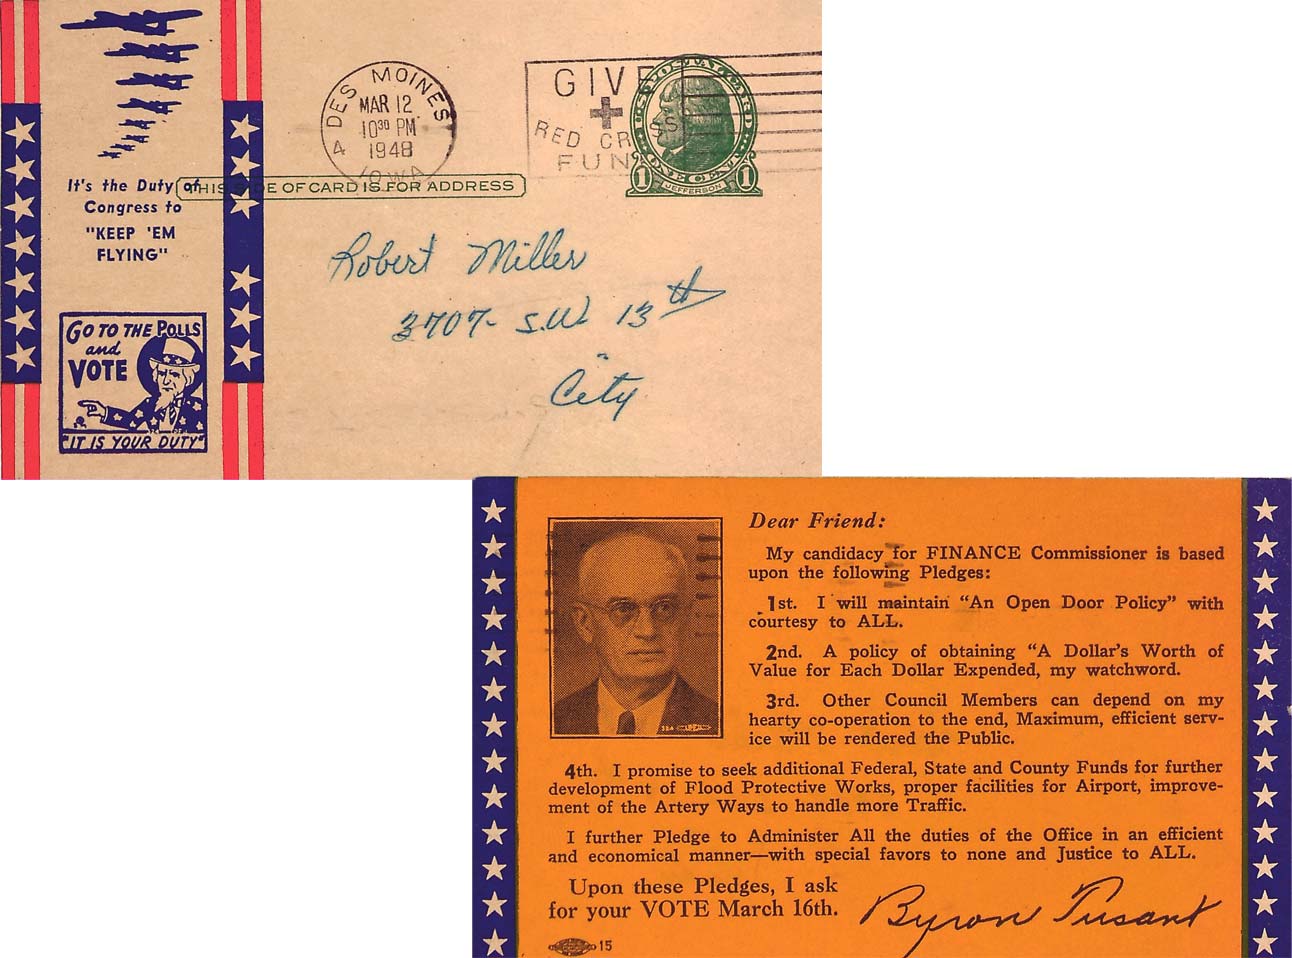 DES MOINES
4
MAR 12
10³⁰ PM
1948
IOWA
GIVE
RED CR SS
FUN
1 JEFFERSON 1
THIS SIDE OF CARD IS FOR ADDRESS
It's the Duty of
Congress to
"KEEP 'EM
FLYING"
GO TO THE POLLS
and
VOTE
"IT IS YOUR DUTY"
Robert Miller
3707- S.W. 13th
City
Dear Friend:
My candidacy for FINANCE Commissioner is based
upon the following Pledges:
1st. I will maintain “An Open Door Policy” with
courtesy to ALL.
2nd. A policy of obtaining “A Dollar's Worth of
Value for Each Dollar Expended, my watchword.
3rd. Other Council Members can depend on my
hearty co-operation to the end, Maximum, efficient serv-
ice will be rendered the Public.
4th. I promise to seek additional Federal, State and County Funds for further
development of Flood Protective Works, proper facilities for Airport, improve-
ment of the Artery Ways to handle more Traffic.
I further Pledge to Administer All the duties of the Office in an efficient
and economical manner—with special favors to none and Justice to ALL.
Upon these Pledges, I ask
for your VOTE March 16th.
Byron Pusant
15